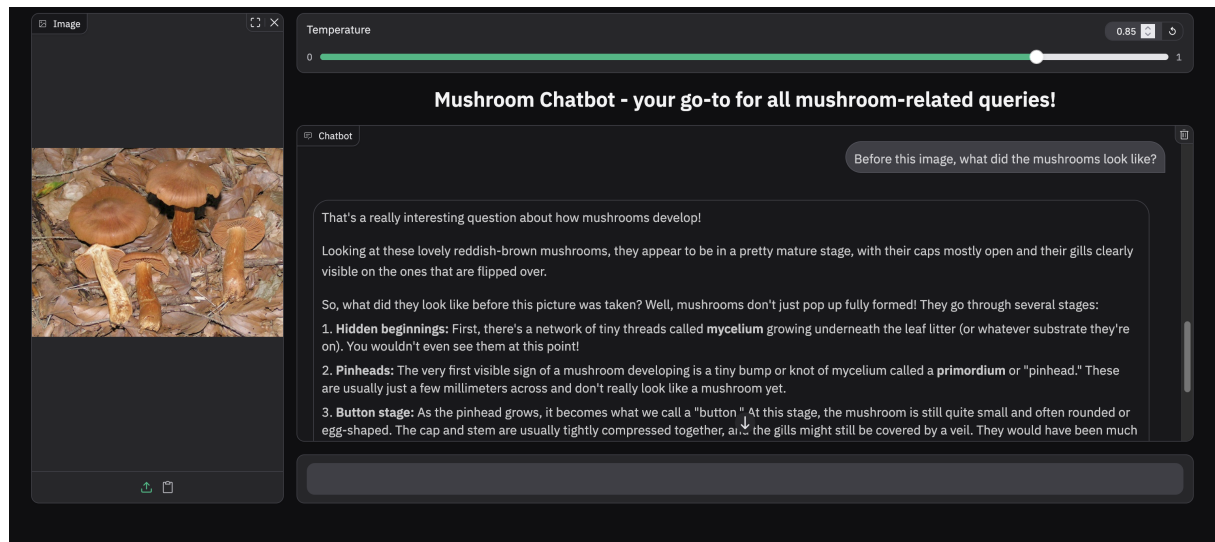 Image
Temperature
0.85
0
1
Mushroom Chatbot - your go-to for all mushroom-related queries!
Chatbot
Before this image, what did the mushrooms look like?
That's a really interesting question about how mushrooms develop!
Looking at these lovely reddish-brown mushrooms, they appear to be in a pretty mature stage, with their caps mostly open and their gills clearly
visible on the ones that are flipped over.
So, what did they look like before this picture was taken? Well, mushrooms don't just pop up fully formed! They go through several stages:
1. Hidden beginnings: First, there's a network of tiny threads called mycelium growing underneath the leaf litter (or whatever substrate they're
on). You wouldn't even see them at this point!
2. Pinheads: The very first visible sign of a mushroom developing is a tiny bump or knot of mycelium called a primordium or "pinhead." These
are usually just a few millimeters across and don't really look like a mushroom yet.
3. Button stage: As the pinhead grows, it becomes what we call a "button." At this stage, the mushroom is still quite small and often rounded or
egg-shaped. The cap and stem are usually tightly compressed together, and the gills might still be covered by a veil. They would have been much